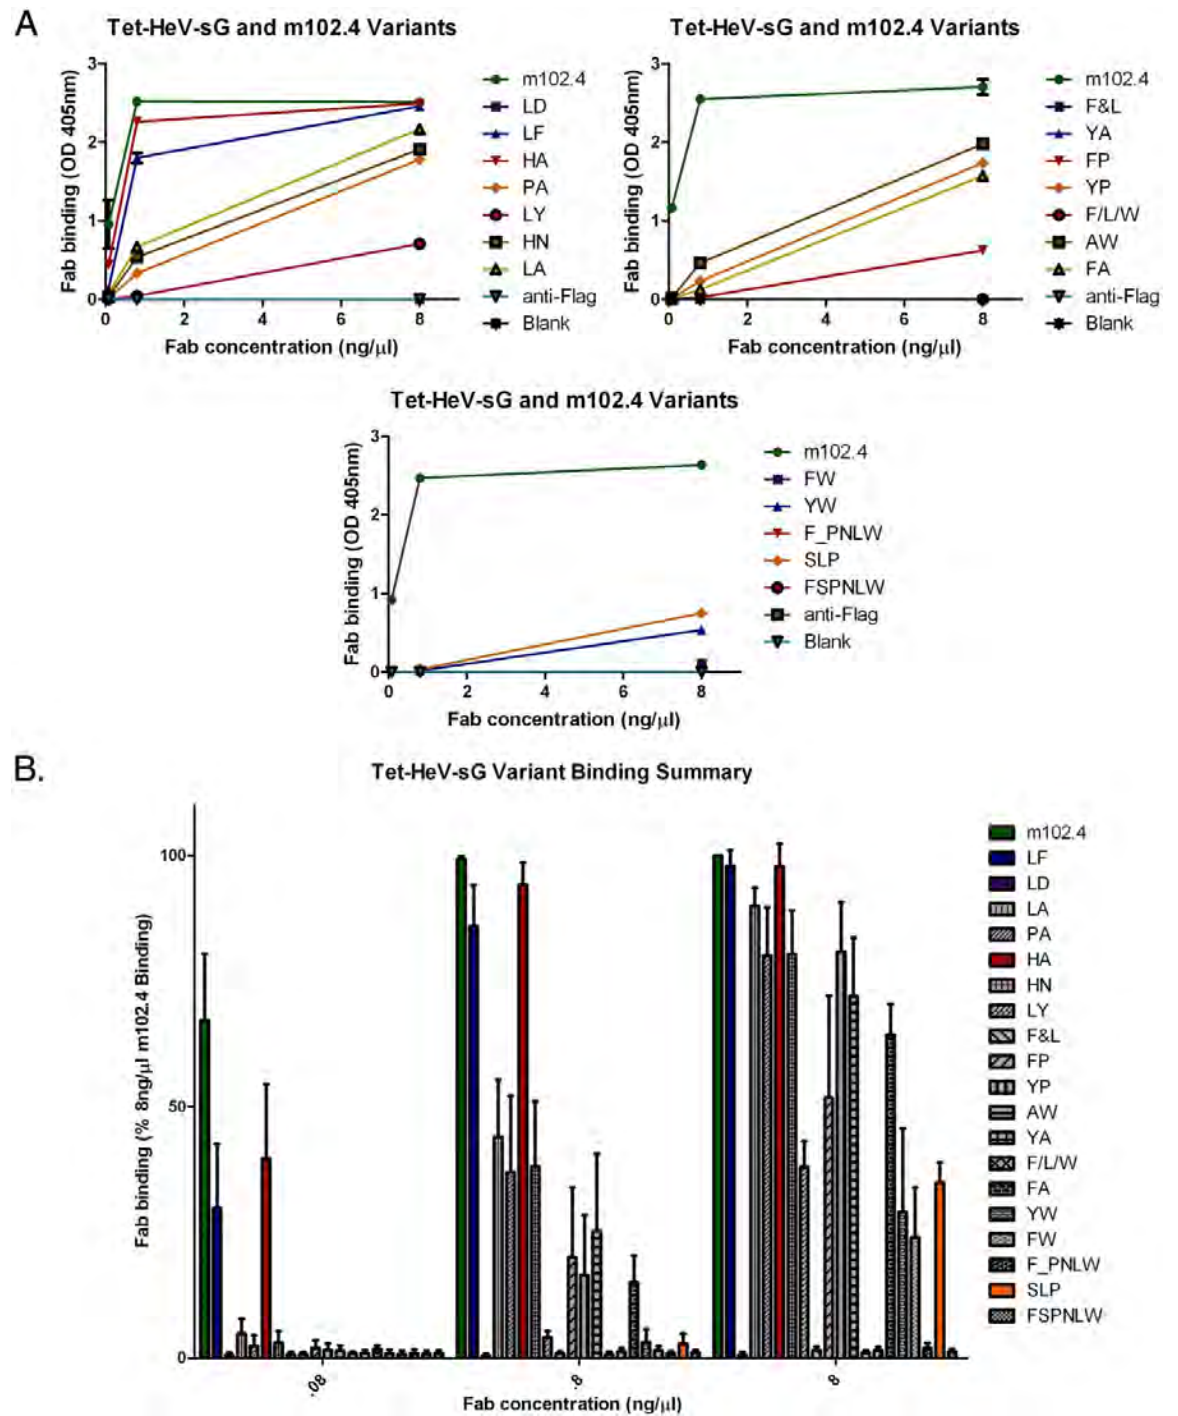 A
Tet-HeV-sG and m102.4 Variants
Fab binding (OD 405nm)
3
2
1
0
0 2 4 6 8
Fab concentration (ng/µl)
m102.4
LD
LF
HA
PA
LY
HN
LA
anti-Flag
Blank
Tet-HeV-sG and m102.4 Variants
Fab binding (OD 405nm)
3
2
1
0
0 2 4 6 8
Fab concentration (ng/µl)
m102.4
F&L
YA
FP
YP
F/L/W
AW
FA
anti-Flag
Blank
Tet-HeV-sG and m102.4 Variants
Fab binding (OD 405nm)
3
2
1
0
0 2 4 6 8
Fab concentration (ng/µl)
m102.4
FW
YW
F_PNLW
SLP
FSPNLW
anti-Flag
Blank
B.
Tet-HeV-sG Variant Binding Summary
Fab binding (% 8ng/µl m102.4 Binding)
100
50
0
.08 .8 8
Fab concentration (ng/µl)
m102.4
LF
LD
LA
PA
HA
HN
LY
F&L
FP
YP
AW
YA
F/L/W
FA
YW
FW
F_PNLW
SLP
FSPNLW